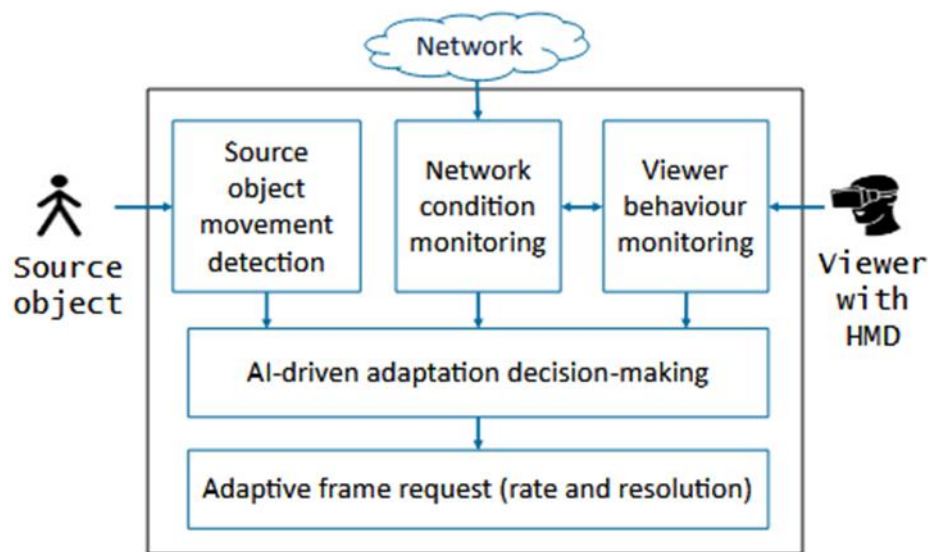 Network
Source
object
movement
detection
Network
condition
monitoring
Viewer
behaviour
monitoring
Source
object
Viewer
with
HMD
AI-driven adaptation decision-making
Adaptive frame request (rate and resolution)